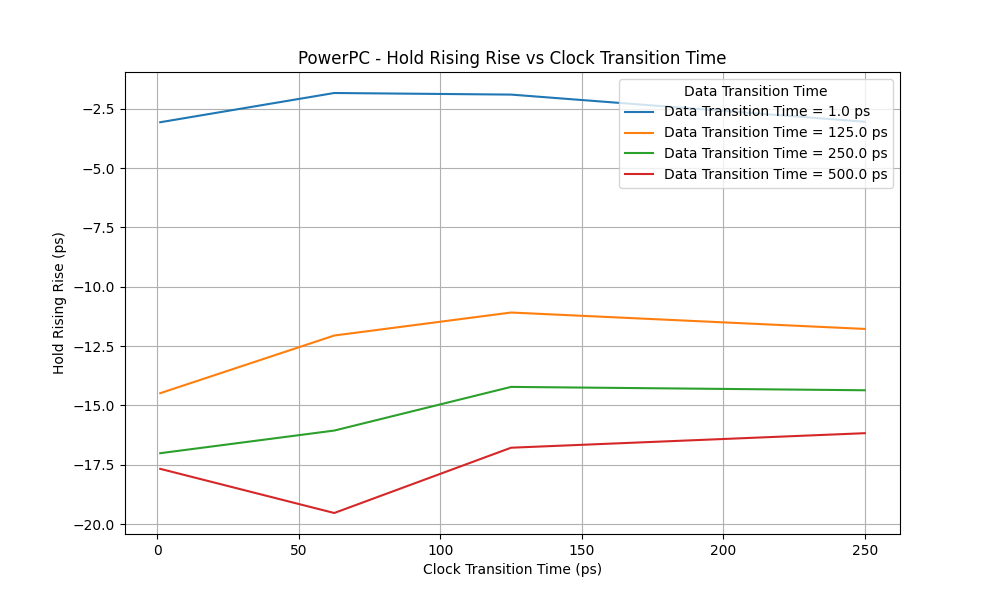 PowerPC - Hold Rising Rise vs Clock Transition Time
Data Transition Time
Data Transition Time = 1.0 ps
Data Transition Time = 125.0 ps
Data Transition Time = 250.0 ps
Data Transition Time = 500.0 ps
Hold Rising Rise (ps)
−2.5
−5.0
−7.5
−10.0
−12.5
−15.0
−17.5
−20.0
0 50 100 150 200 250
Clock Transition Time (ps)